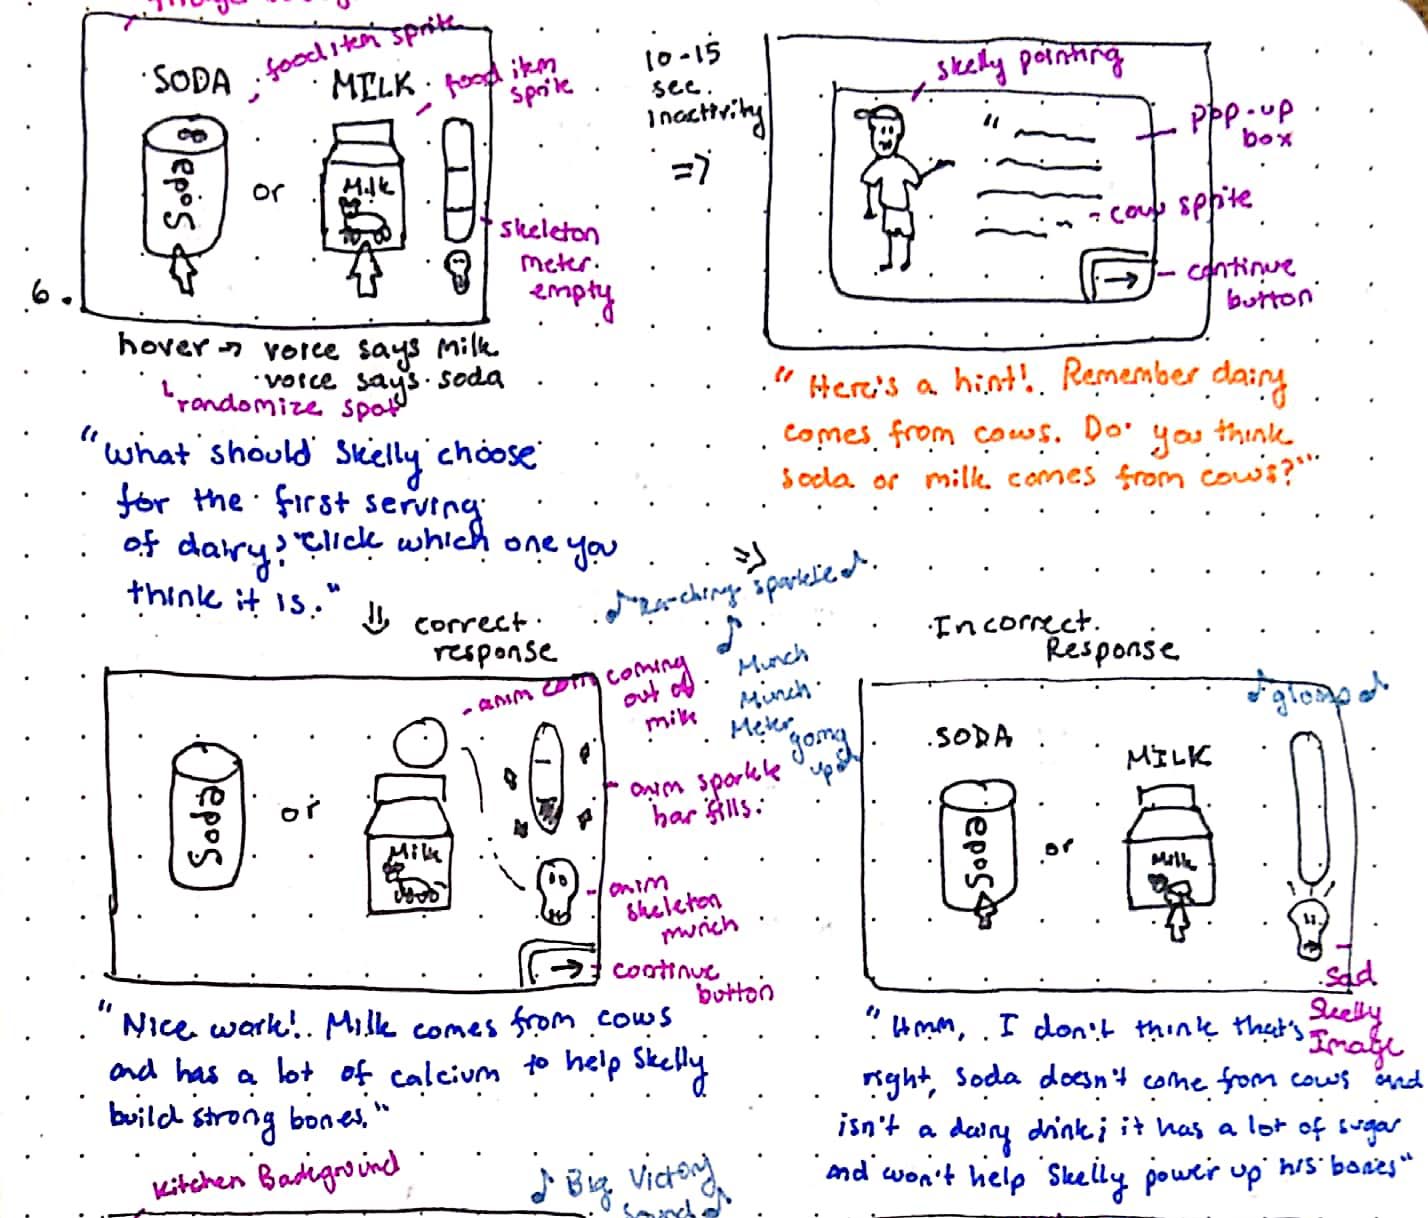 SODA
food item sprite
MILK
food item
sprite
Soda
or
Milk
skeleton
meter
empty
6.
hover → voice says Milk
voice says soda
randomize spot
"What should Skelly choose
for the first serving
of dairy? Click which one you
think it is."
10-15
sec.
inactivity
=>
skelly pointing
pop-up
box
cow sprite
continue
button
"Here's a hint! Remember dairy
comes from cows. Do you think
soda or milk comes from cows?"
correct
response
=>
♪ Ka-ching sparkle ♪
♪
Munch
Munch
Meter
going
up
anim coin coming
out of
milk
Soda
or
Milk
anim sparkle
bar fills.
anim
skeleton
munch
continue
button
"Nice work! Milk comes from cows
and has a lot of calcium to help Skelly
build strong bones."
Incorrect
Response
SODA
MILK
Soda
or
Milk
sad
Skelly
Image
"Hmm, I don't think that's
right, Soda doesn't come from cows and
isn't a dairy drink; it has a lot of sugar
and won't help Skelly power up his bones"
Kitchen Background
♪ Big Victory
Sound ♪